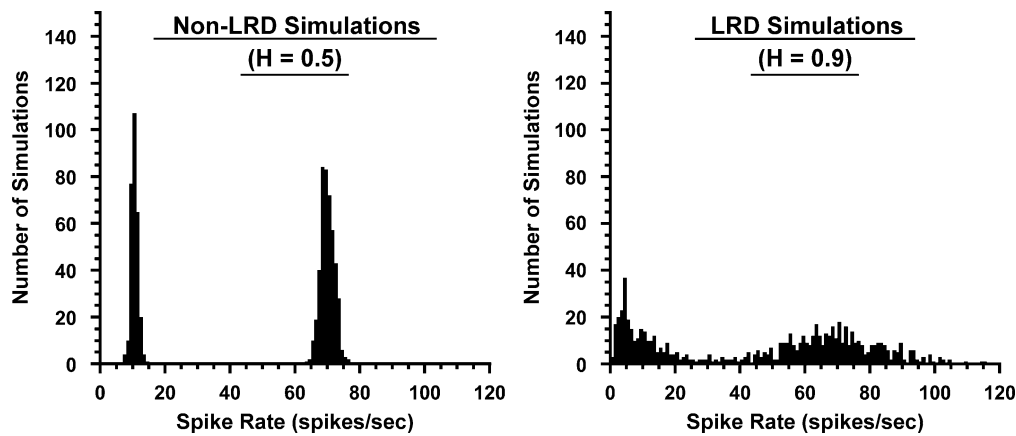 Non-LRD Simulations
(H = 0.5)
140
120
100
80
60
40
20
0
Number of Simulations
0 20 40 60 80 100 120
Spike Rate (spikes/sec)
LRD Simulations
(H = 0.9)
140
120
100
80
60
40
20
0
Number of Simulations
0 20 40 60 80 100 120
Spike Rate (spikes/sec)